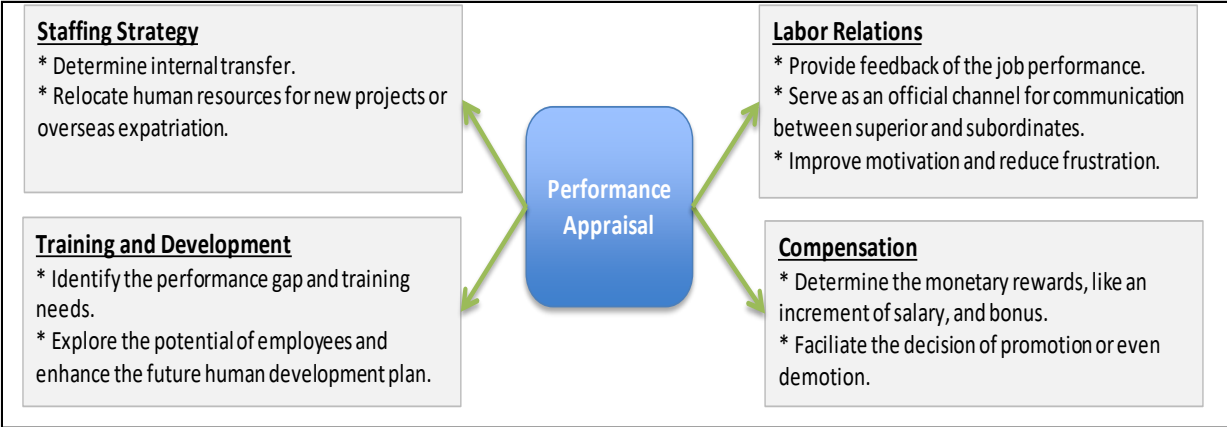 Staffing Strategy
* Determine internal transfer.
* Relocate human resources for new projects or
overseas expatriation.
Labor Relations
* Provide feedback of the job performance.
* Serve as an official channel for communication
between superior and subordinates.
* Improve motivation and reduce frustration.
Performance
Appraisal
Training and Development
* Identify the performance gap and training
needs.
* Explore the potential of employees and
enhance the future human development plan.
Compensation
* Determine the monetary rewards, like an
increment of salary, and bonus.
* Faciliate the decision of promotion or even
demotion.